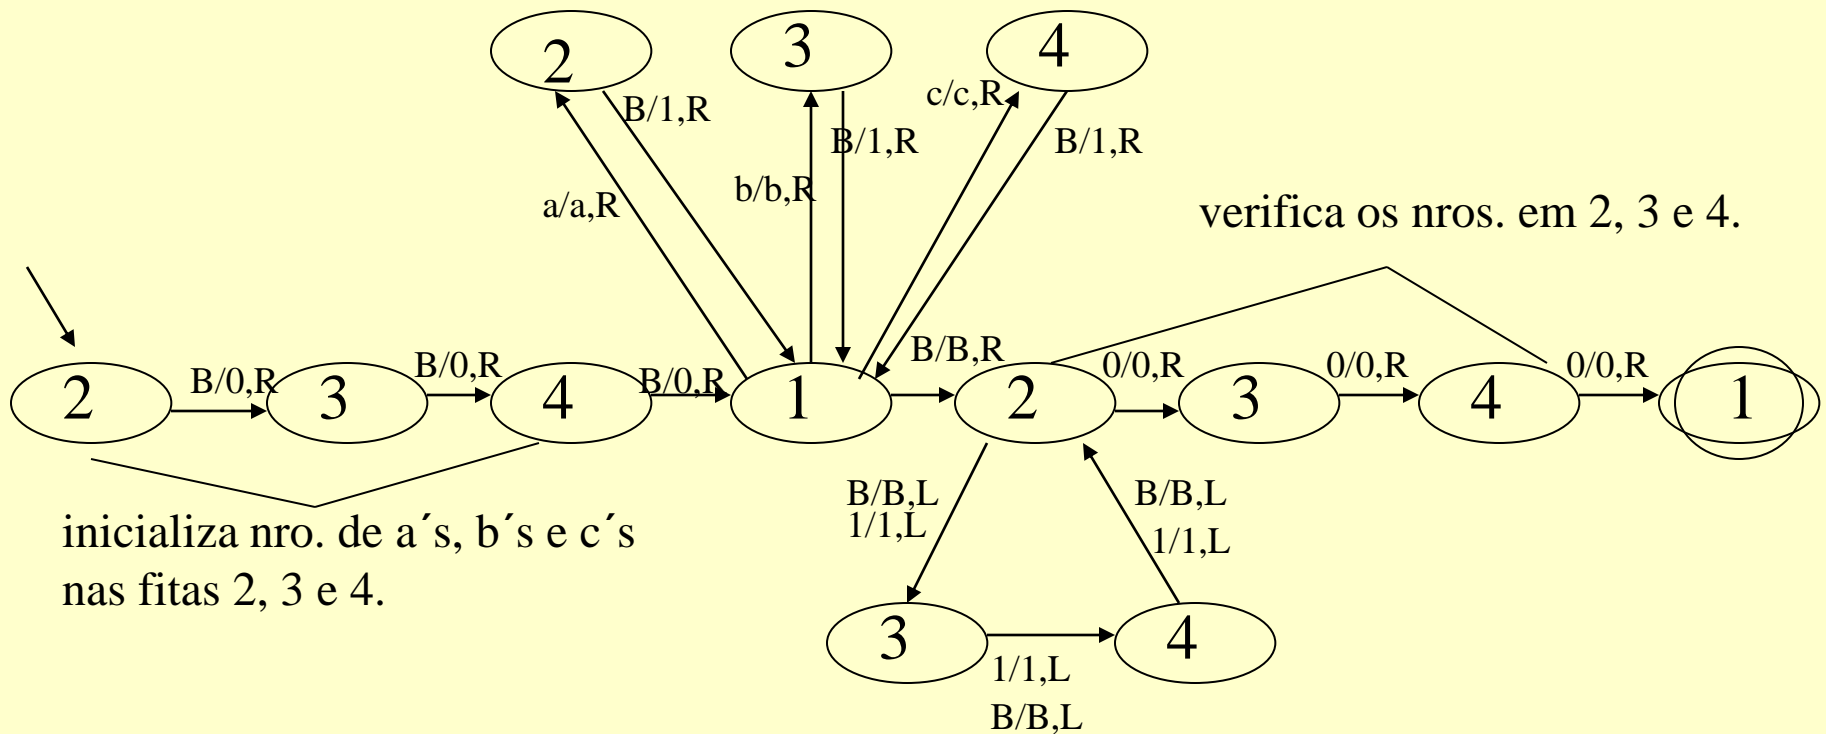 2
3
4
B/1,R
c/c,R
B/1,R
B/1,R
a/a,R
b/b,R
verifica os nros. em 2, 3 e 4.
2
B/0,R
3
B/0,R
4
B/0,R
1
B/B,R
2
0/0,R
3
0/0,R
4
0/0,R
1
inicializa nro. de a´s, b´s e c´s
nas fitas 2, 3 e 4.
B/B,L
1/1,L
B/B,L
1/1,L
3
4
1/1,L
B/B,L